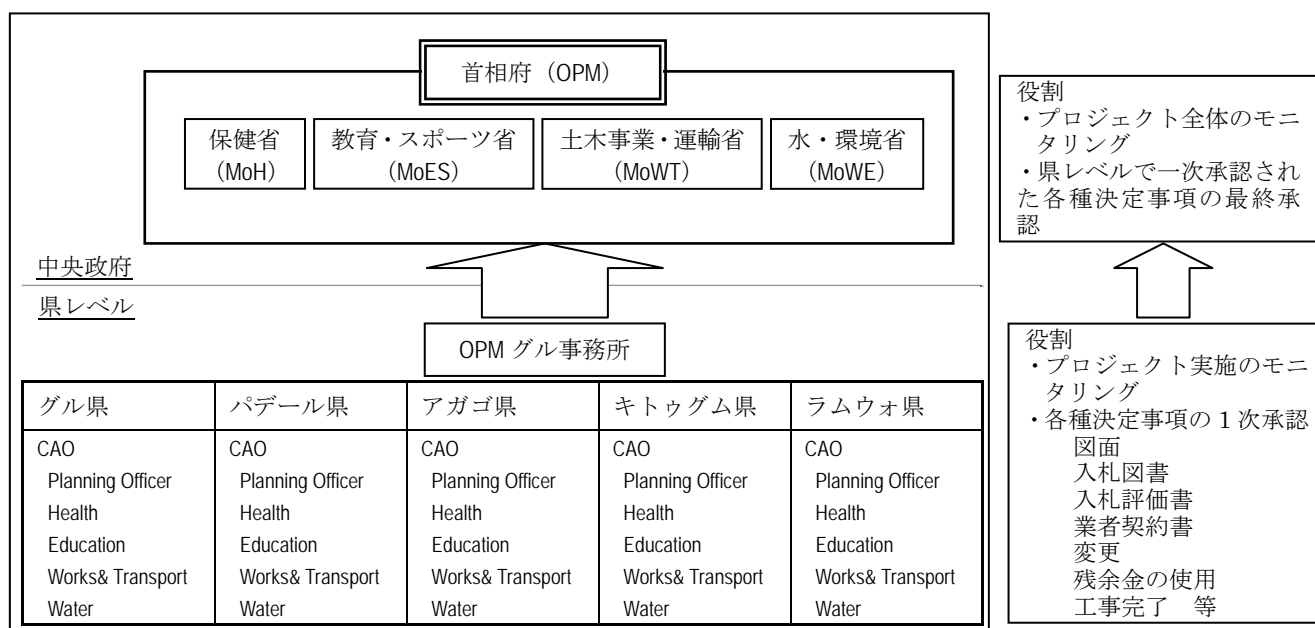 首相府（OPM）
保健省
(MoH)
教育・スポーツ省
(MoES)
土木事業・運輸省
(MoWT)
水・環境省
(MoWE)
中央政府
県レベル
OPM グル事務所
グル県
CAO
Planning Officer
Health
Education
Works& Transport
Water
パデール県
CAO
Planning Officer
Health
Education
Works& Transport
Water
アガゴ県
CAO
Planning Officer
Health
Education
Works& Transport
Water
キトゥグム県
CAO
Planning Officer
Health
Education
Works& Transport
Water
ラムウォ県
CAO
Planning Officer
Health
Education
Works& Transport
Water
役割
・プロジェクト全体のモニ
タリング
・県レベルで一次承認され
た各種決定事項の最終承
認
役割
・プロジェクト実施のモニ
タリング
・各種決定事項の 1 次承認
図面
入札図書
入札評価書
業者契約書
変更
残余金の使用
工事完了　等